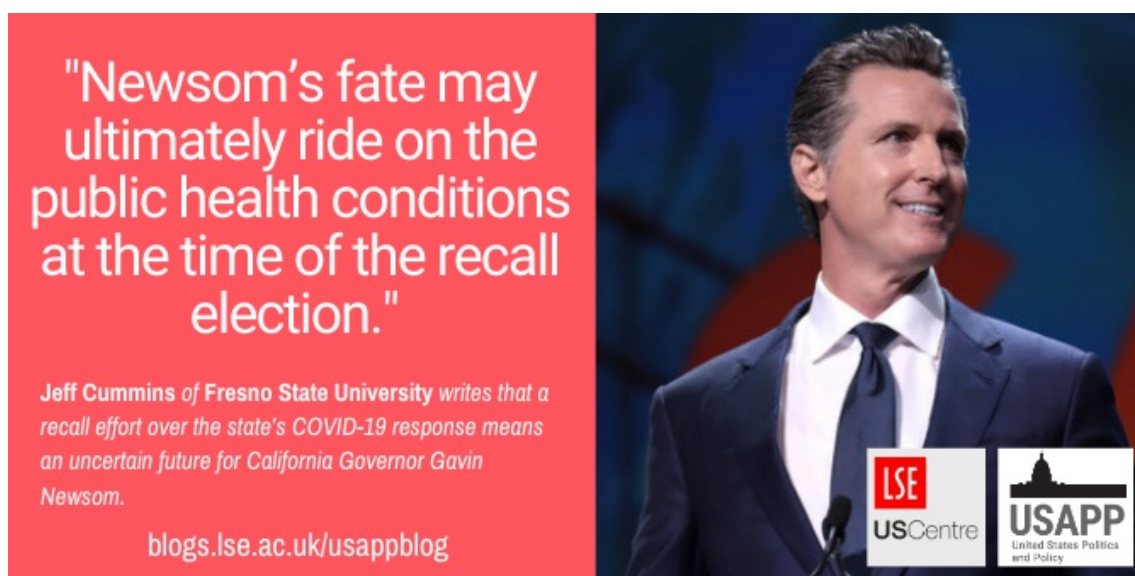 "Newsom’s fate may
ultimately ride on the
public health conditions
at the time of the recall
election."
Jeff Cummins of Fresno State University writes that a
recall effort over the state’s COVID-19 response means
an uncertain future for California Governor Gavin
Newsom.
blogs.lse.ac.uk/usappblog
LSE
USCentre
USAPP
United States Politics
and Policy